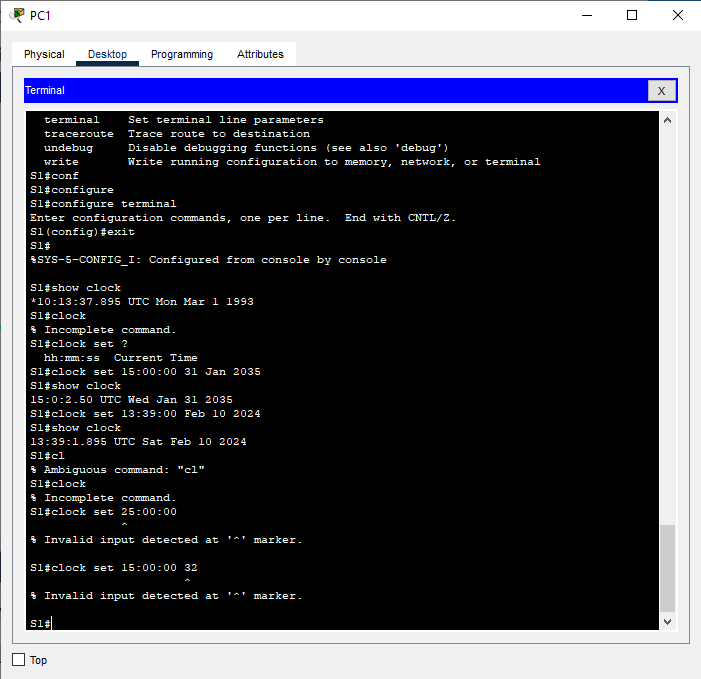 PC1
Physical Desktop Programming Attributes
Terminal X
terminal Set terminal line parameters
traceroute Trace route to destination
undebug Disable debugging functions (see also 'debug')
write Write running configuration to memory, network, or terminal
S1#conf
S1#configure
S1#configure terminal
Enter configuration commands, one per line. End with CNTL/Z.
S1(config)#exit
S1#
%SYS-5-CONFIG_I: Configured from console by console
S1#show clock
*10:13:37.895 UTC Mon Mar 1 1993
S1#clock
% Incomplete command.
S1#clock set ?
hh:mm:ss Current Time
S1#clock set 15:00:00 31 Jan 2035
S1#show clock
15:0:2.50 UTC Wed Jan 31 2035
S1#clock set 13:39:00 Feb 10 2024
S1#show clock
13:39:1.895 UTC Sat Feb 10 2024
S1#cl
% Ambiguous command: "cl"
S1#clock
% Incomplete command.
S1#clock set 25:00:00
^
% Invalid input detected at '^' marker.
S1#clock set 15:00:00 32
^
% Invalid input detected at '^' marker.
S1#
Top